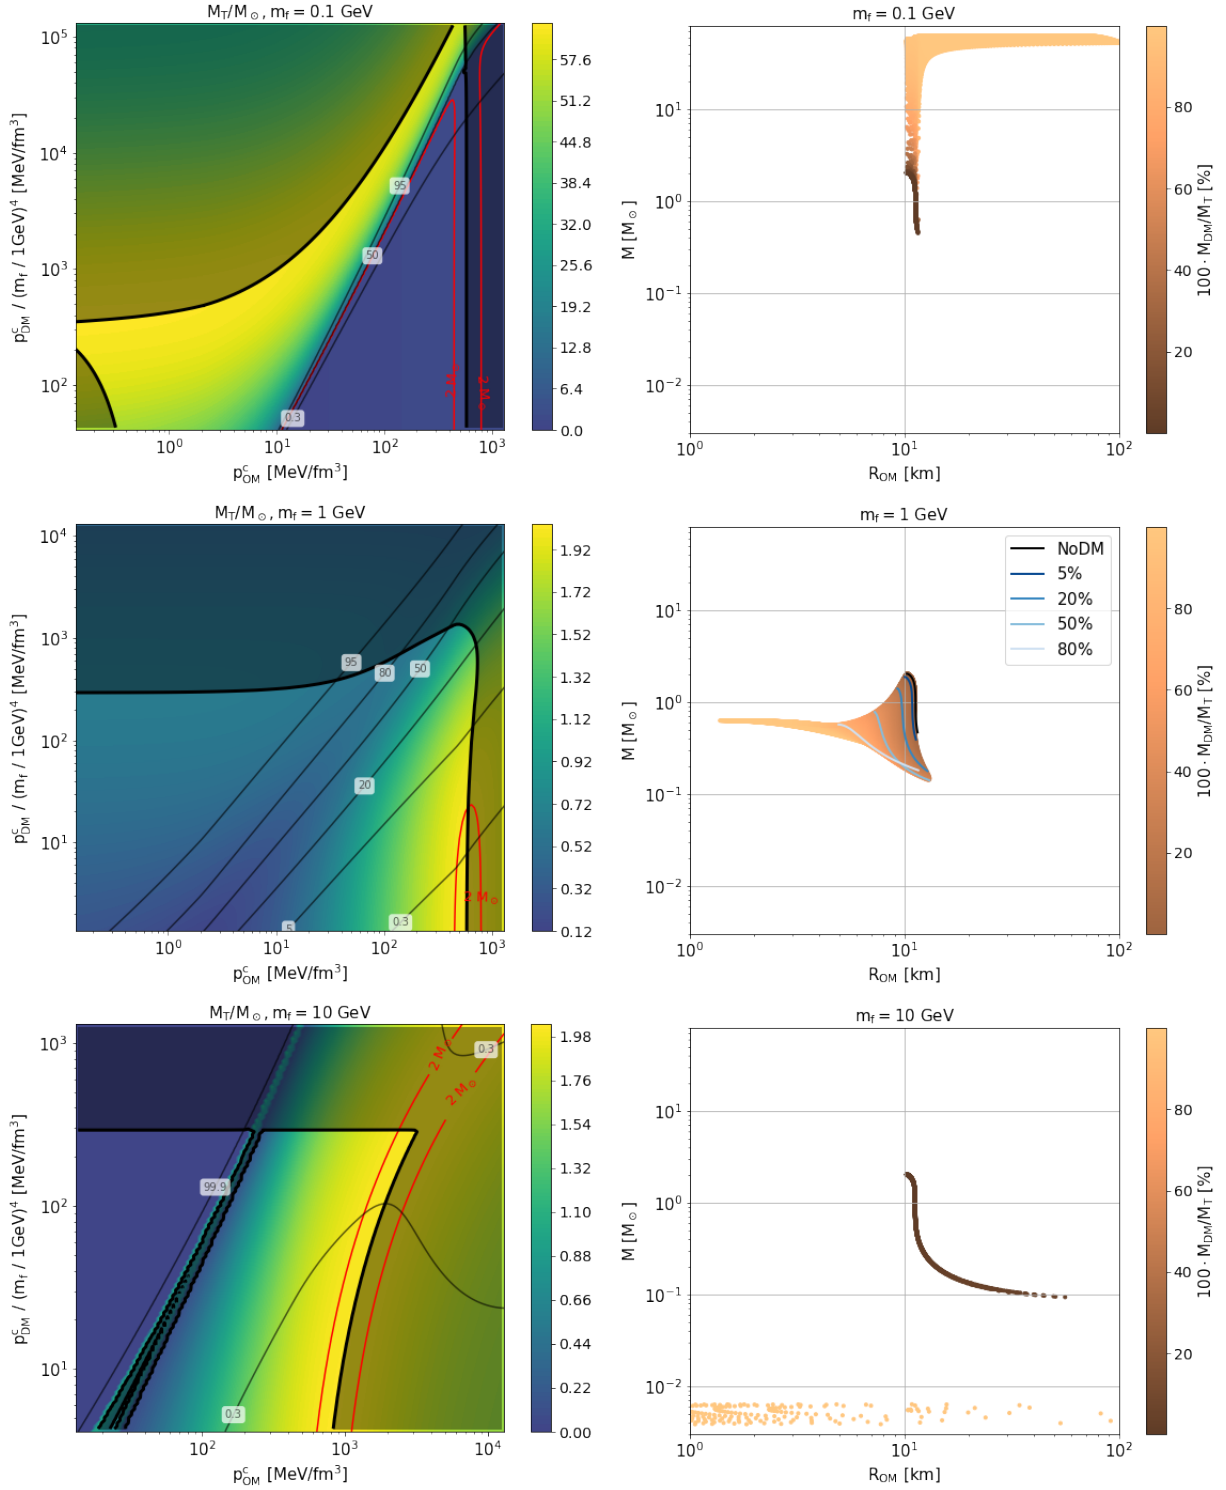 M_T/M_⊙, m_f = 0.1 GeV
10^5
10^4
10^3
10^2
p^c_DM / (m_f / 1GeV)^4 [MeV/fm^3]
95
50
0.3
2 M_⊙
2 M_⊙
10^0 10^1 10^2 10^3
p^c_OM [MeV/fm^3]
57.6
51.2
44.8
38.4
32.0
25.6
19.2
12.8
6.4
0.0
m_f = 0.1 GeV
10^1
10^0
10^-1
10^-2
M [M_⊙]
10^0 10^1 10^2
R_OM [km]
80
60
40
20
100 · M_DM/M_T [%]
M_T/M_⊙, m_f = 1 GeV
10^4
10^3
10^2
10^1
p^c_DM / (m_f / 1GeV)^4 [MeV/fm^3]
95
80
50
20
5
0.3
2 M_⊙
10^0 10^1 10^2 10^3
p^c_OM [MeV/fm^3]
1.92
1.72
1.52
1.32
1.12
0.92
0.72
0.52
0.32
0.12
m_f = 1 GeV
NoDM
5%
20%
50%
80%
10^1
10^0
10^-1
10^-2
M [M_⊙]
10^0 10^1 10^2
R_OM [km]
80
60
40
20
100 · M_DM/M_T [%]
M_T/M_⊙, m_f = 10 GeV
10^3
10^2
10^1
p^c_DM / (m_f / 1GeV)^4 [MeV/fm^3]
0.3
2 M_⊙
2 M_⊙
99.9
0.3
10^2 10^3 10^4
p^c_OM [MeV/fm^3]
1.98
1.76
1.54
1.32
1.10
0.88
0.66
0.44
0.22
0.00
m_f = 10 GeV
10^1
10^0
10^-1
10^-2
M [M_⊙]
10^0 10^1 10^2
R_OM [km]
80
60
40
20
100 · M_DM/M_T [%]